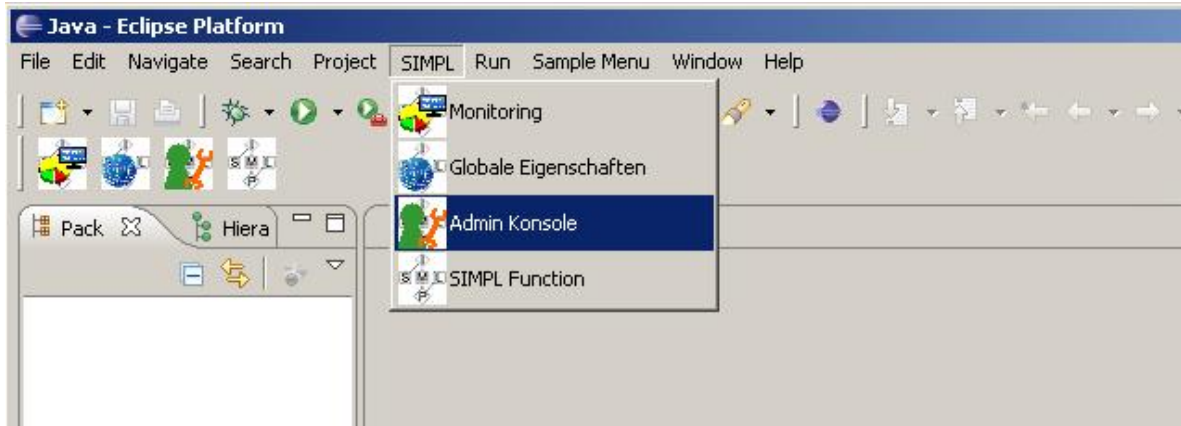 Java - Eclipse Platform
File Edit Navigate Search Project SIMPL Run Sample Menu Window Help
Monitoring
Globale Eigenschaften
Pack Hiera
Admin Konsole
SIMPL Function